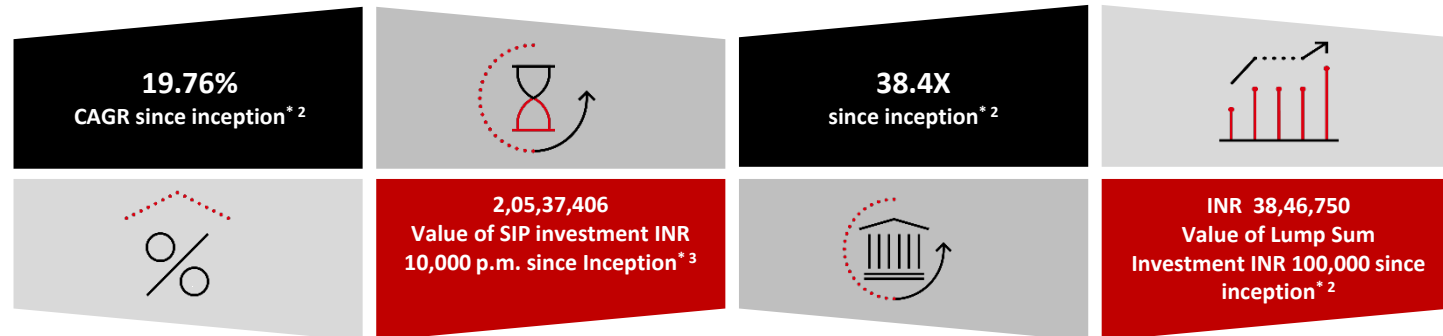 19.76%
CAGR since inception* 2
38.4X
since inception* 2
2,05,37,406
Value of SIP investment INR
10,000 p.m. since Inception* 3
INR 38,46,750
Value of Lump Sum
Investment INR 100,000 since
inception* 2